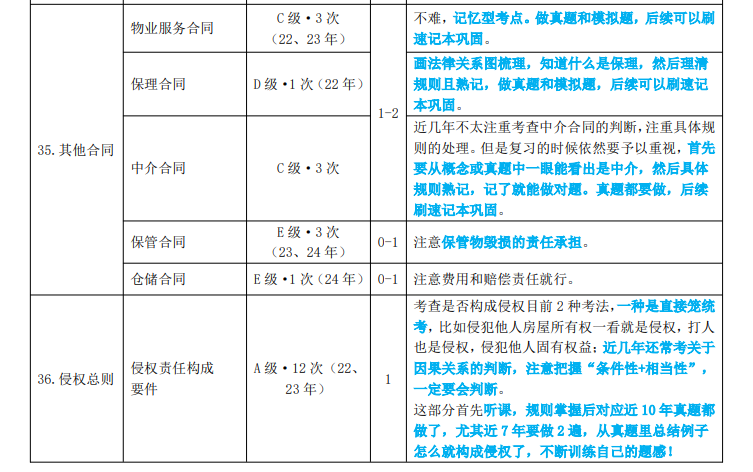 物业服务合同
C 级·3 次
（22、23 年）
不难，记忆型考点。做真题和模拟题，后续可以刷
速记本巩固。
保理合同
D 级·1 次（22 年）
1-2
画法律关系图梳理，知道什么是保理，然后理清
规则且熟记，做真题和模拟题，后续可以刷速记
本巩固。
35.其他合同
中介合同
C 级·3 次
近几年不太注重考查中介合同的判断，注重具体规
则的处理。但是复习的时候依然要予以重视，首先
要从概念或真题中一眼能看出是中介，然后具体
规则熟记，记了就能做对题。真题都要做，后续
刷速记本巩固。
保管合同
E 级·3 次
（23、24 年）
0-1
注意保管物毁损的责任承担。
仓储合同
E 级·1 次（24 年）
0-1
注意费用和赔偿责任就行。
36.侵权总则
侵权责任构成
要件
A 级·12 次（22、
23 年）
1
考查是否构成侵权目前 2 种考法，一种是直接笼统
考，比如侵犯他人房屋所有权一看就是侵权，打人
也是侵权，侵犯他人固有权益；近几年还常考关于
因果关系的判断，注意把握“条件性+相当性”，
一定要会判断。
这部分首先听课，规则掌握后对应近 10 年真题都
做了，尤其近 7 年要做 2 遍，从真题里总结例子
怎么就构成侵权了，不断训练自己的题感！